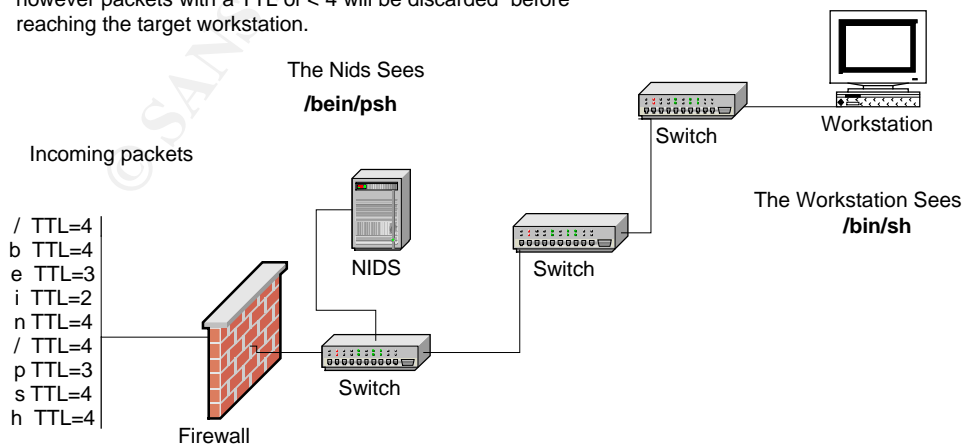 however packets with a TTL of < 4 will be discarded before
reaching the target workstation.
The Nids Sees
/bein/psh
Incoming packets
/ TTL=4
b TTL=4
e TTL=3
i TTL=2
n TTL=4
/ TTL=4
p TTL=3
s TTL=4
h TTL=4
Firewall
NIDS
Switch
Switch
Switch
Workstation
The Workstation Sees
/bin/sh
© SANS